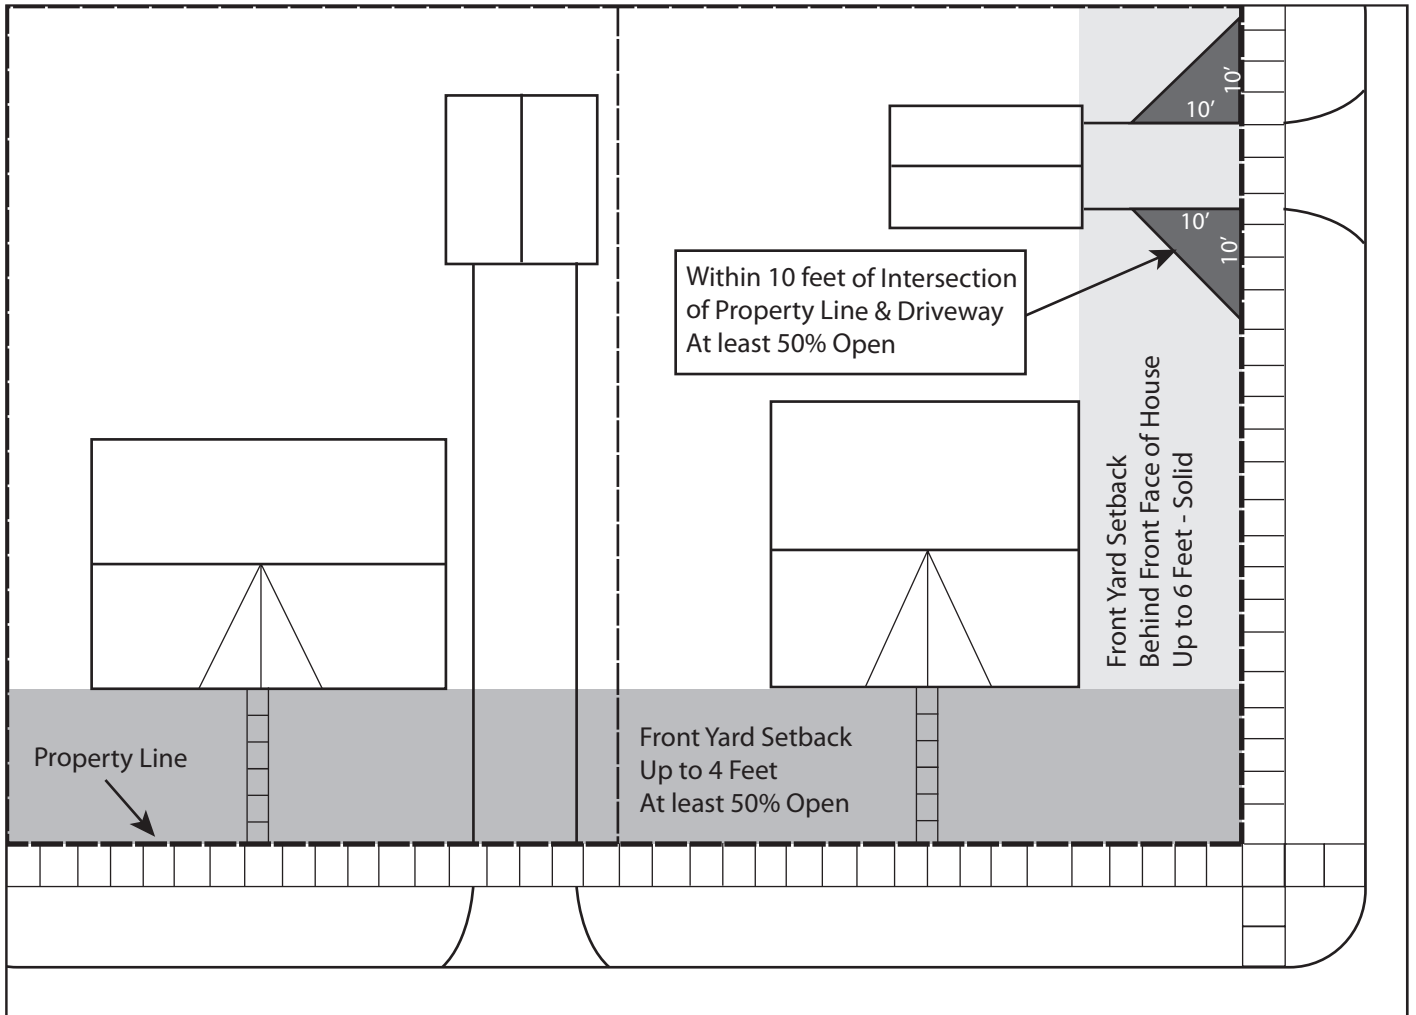 10’
10’
10’
10’
Within 10 feet of Intersection
of Property Line & Driveway
At least 50% Open
Front Yard Setback
Behind Front Face of House
Up to 6 Feet - Solid
Property Line
Front Yard Setback
Up to 4 Feet
At least 50% Open